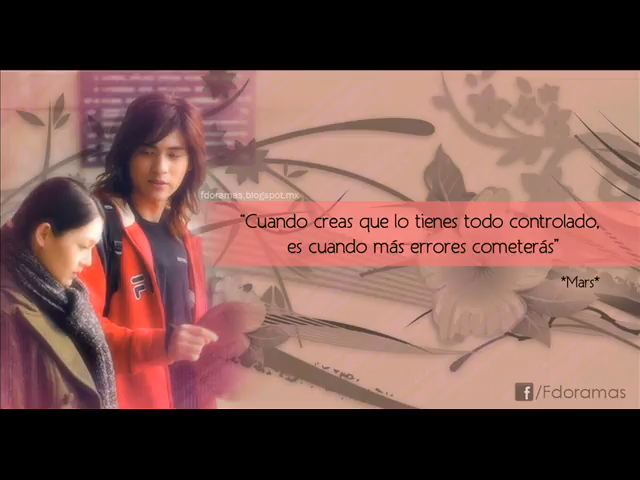 fdoramas.blogspot.mx
“Cuando creas que lo tienes todo controlado,
es cuando más errores cometerás”
*Mars*
f/Fdoramas